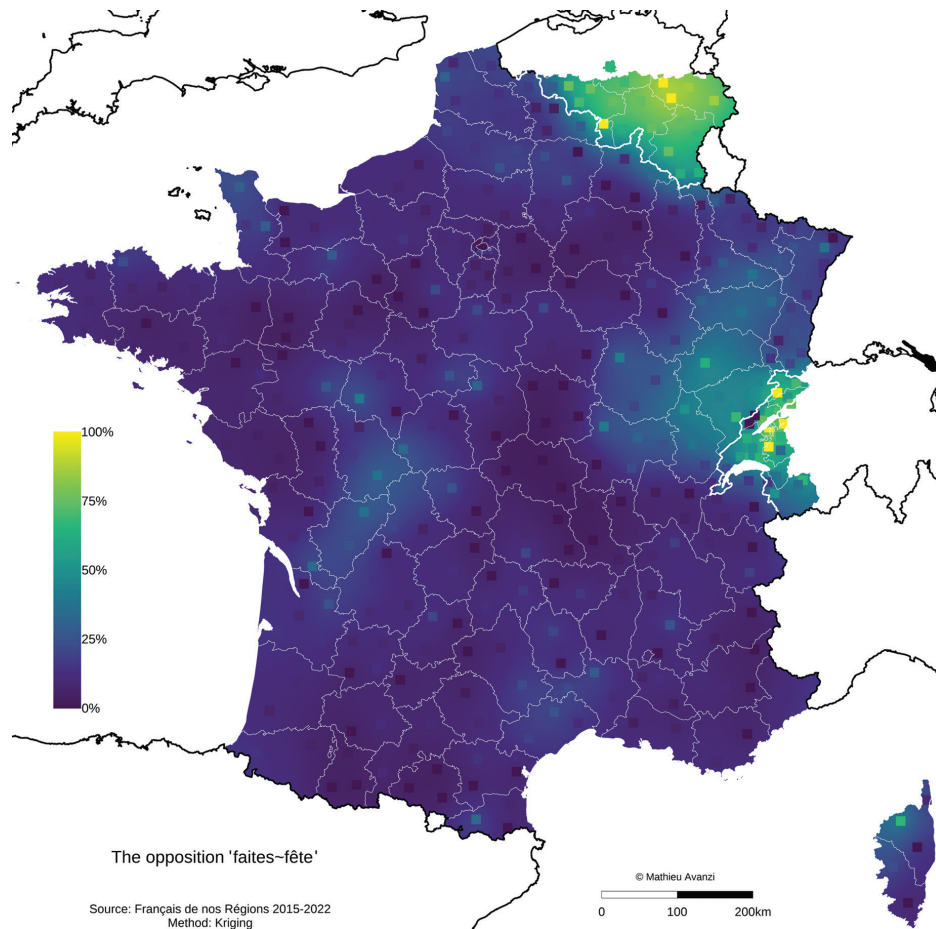 100%
75%
50%
25%
0%
The opposition 'faites~fête'
Source: Français de nos Régions 2015-2022
Method: Kriging
© Mathieu Avanzi
0 100 200km